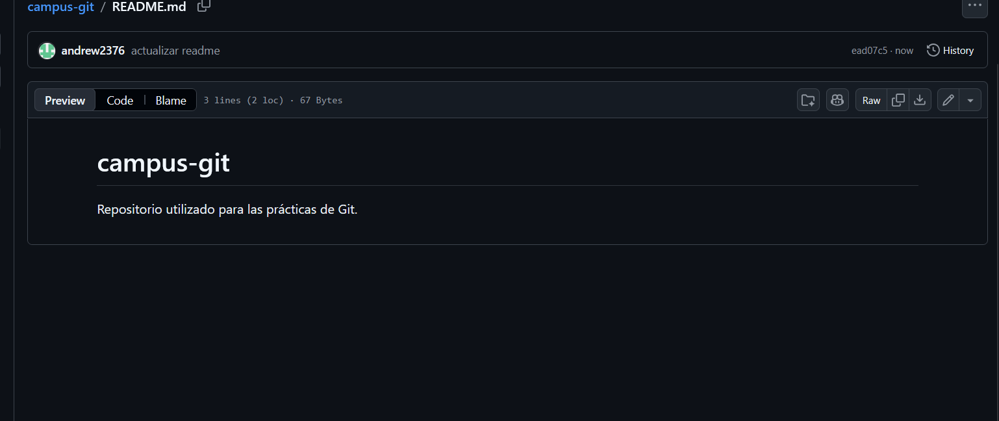 campus-git / README.md
andrew2376 actualizar readme ead07c5 · now History
Preview Code Blame 3 lines (2 loc) · 67 Bytes Raw
campus-git
Repositorio utilizado para las prácticas de Git.